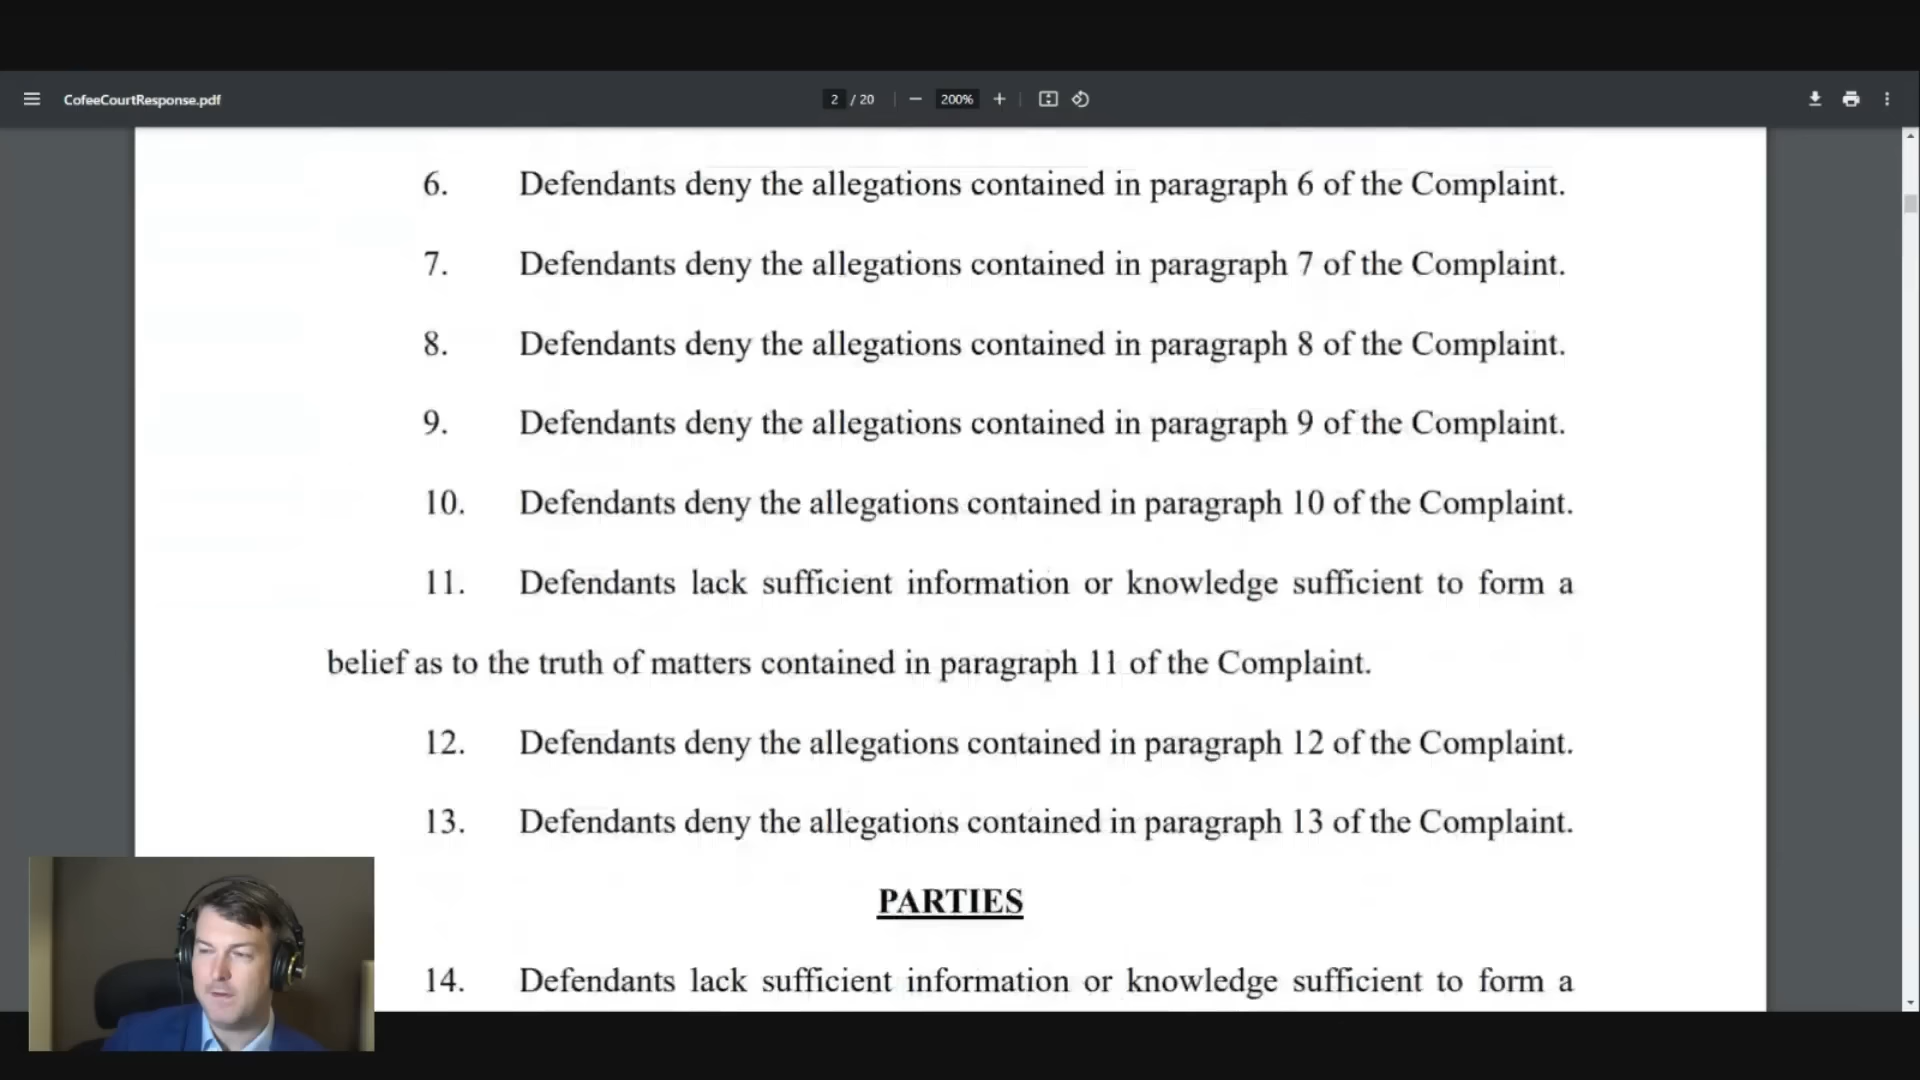 CofeeCourtResponse.pdf
2 / 20
200%
6. Defendants deny the allegations contained in paragraph 6 of the Complaint.
7. Defendants deny the allegations contained in paragraph 7 of the Complaint.
8. Defendants deny the allegations contained in paragraph 8 of the Complaint.
9. Defendants deny the allegations contained in paragraph 9 of the Complaint.
10. Defendants deny the allegations contained in paragraph 10 of the Complaint.
11. Defendants lack sufficient information or knowledge sufficient to form a
belief as to the truth of matters contained in paragraph 11 of the Complaint.
12. Defendants deny the allegations contained in paragraph 12 of the Complaint.
13. Defendants deny the allegations contained in paragraph 13 of the Complaint.
PARTIES
14. Defendants lack sufficient information or knowledge sufficient to form a